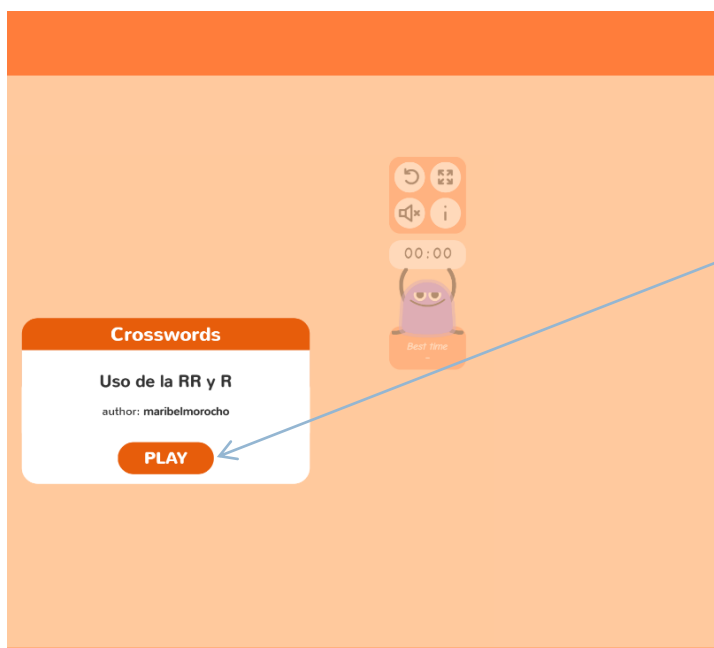 00:00
Best time
-
Crosswords
Uso de la RR y R
author: maribelmorocho
PLAY